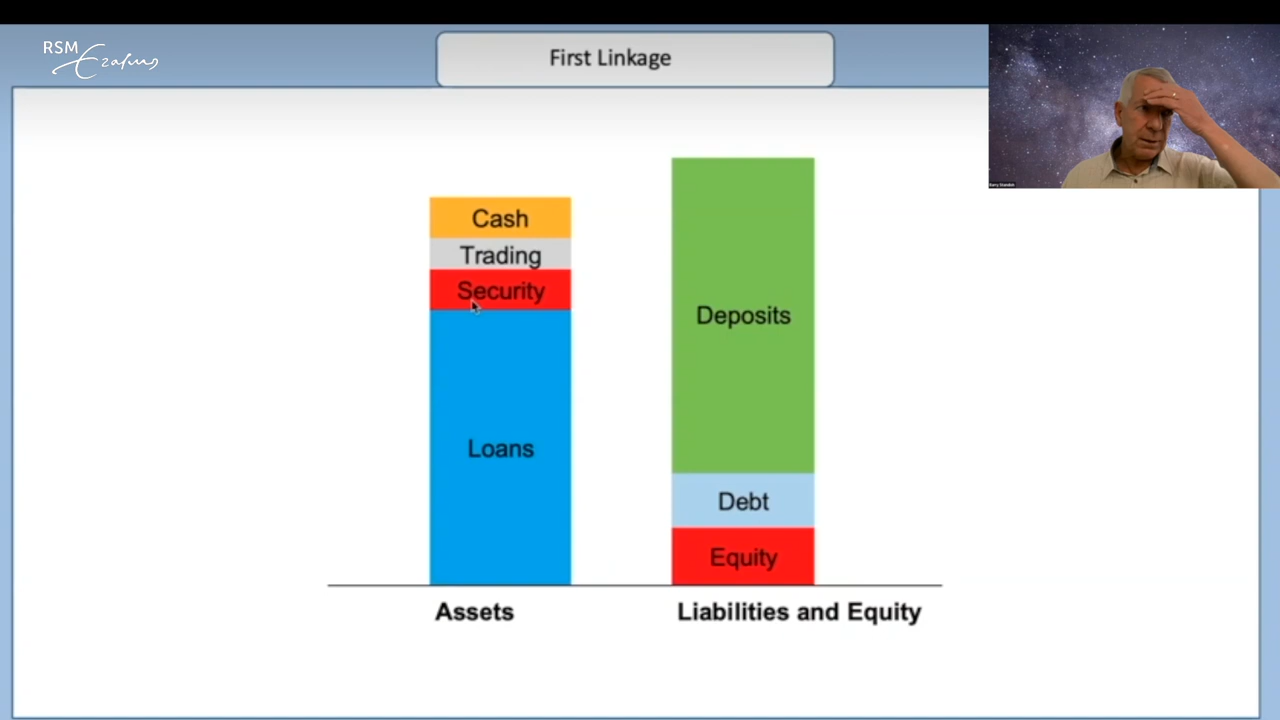 RSM
Erasmus
First Linkage
Cash
Trading
Security
Loans
Deposits
Debt
Equity
Assets
Liabilities and Equity